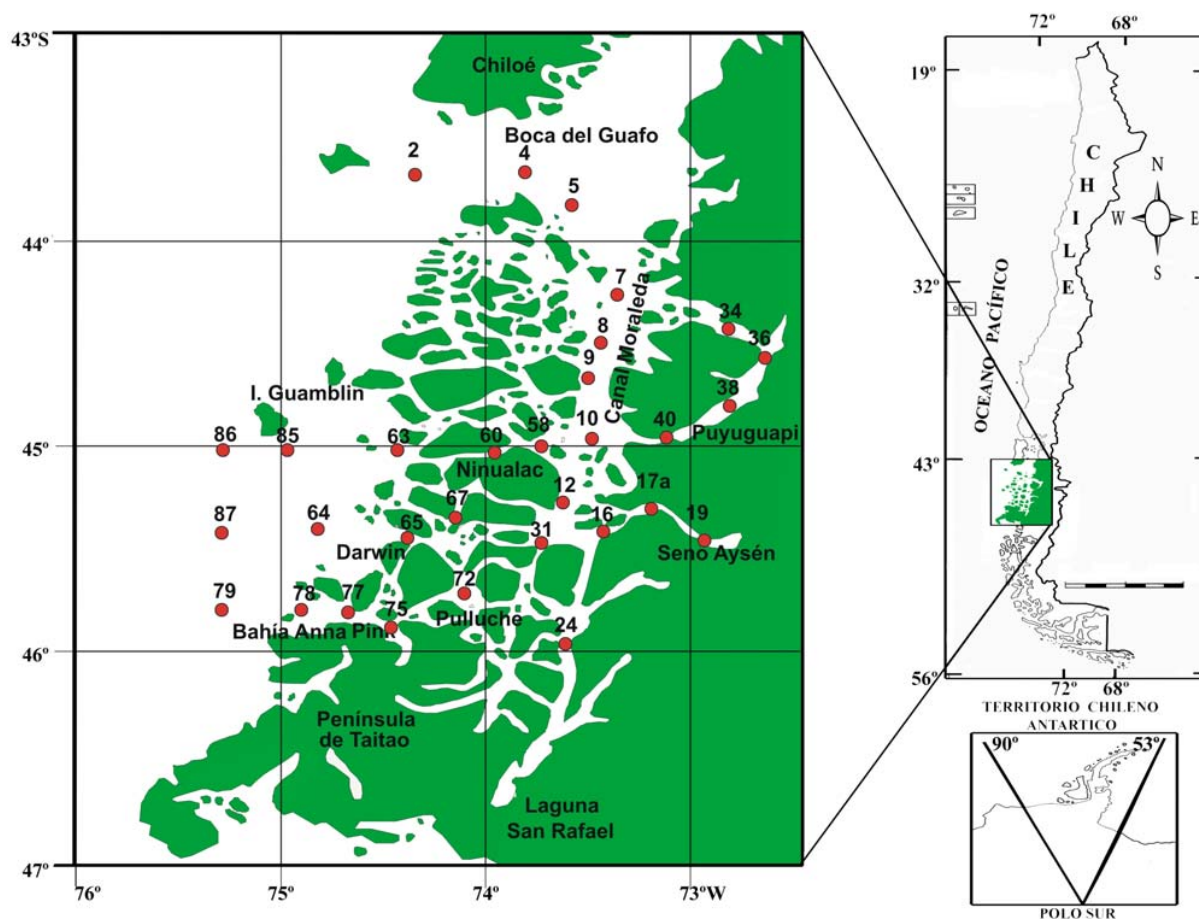 43ºS
44º
45º
46º
47º
76º
75º
74º
73ºW
Chiloé
Boca del Guafo
2
4
5
7
8
9
Canal Moraleda
34
36
38
Puyuguapi
I. Guamblin
86
85
63
60
58
10
40
Ninualac
12
17a
87
64
65
67
31
16
19
Darwin
Seno Aysén
79
78
77
75
72
Pulluche
24
Bahía Anna Pink
Península
de Taitao
Laguna
San Rafael
72º
68º
19º
32º
43º
56º
CHILE
OCEANO PACÍFICO
N
W
E
S
72º
68º
TERRITORIO CHILENO
ANTARTICO
90º
53º
POLO SUR